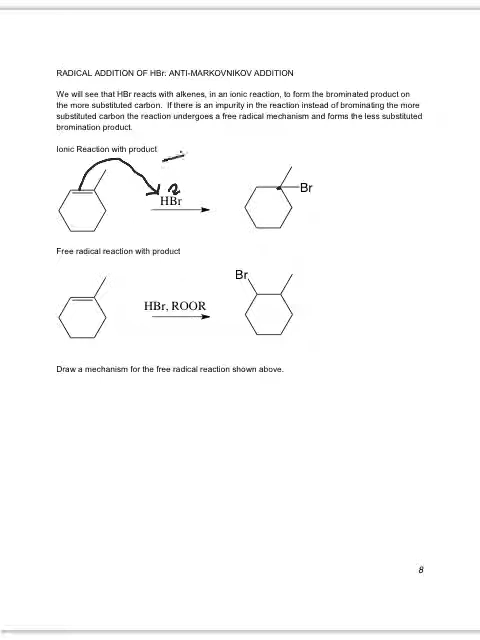 RADICAL ADDITION OF HBr: ANTI-MARKOVNIKOV ADDITION
We will see that HBr reacts with alkenes, in an ionic reaction, to form the brominated product on
the more substituted carbon.  If there is an impurity in the reaction instead of brominating the more
substituted carbon the reaction undergoes a free radical mechanism and forms the less substituted
bromination product.
Ionic Reaction with product
HBr
Br
Free radical reaction with product
Br
HBr, ROOR
Draw a mechanism for the free radical reaction shown above.
8